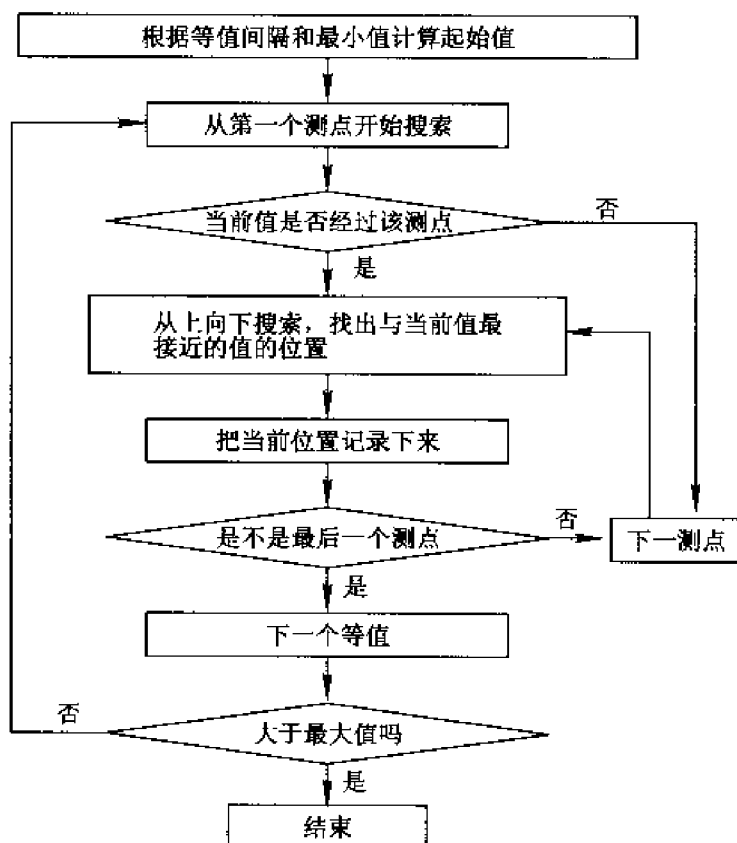 根据等值间隔和最小值计算起始值
从第一个测点开始搜索
当前值是否经过该测点
否
是
从上向下搜索，找出与当前值最
接近的值的位置
把当前位置记录下来
是不是最后一个测点
否
下一测点
是
下一个等值
否
大于最大值吗
是
结束